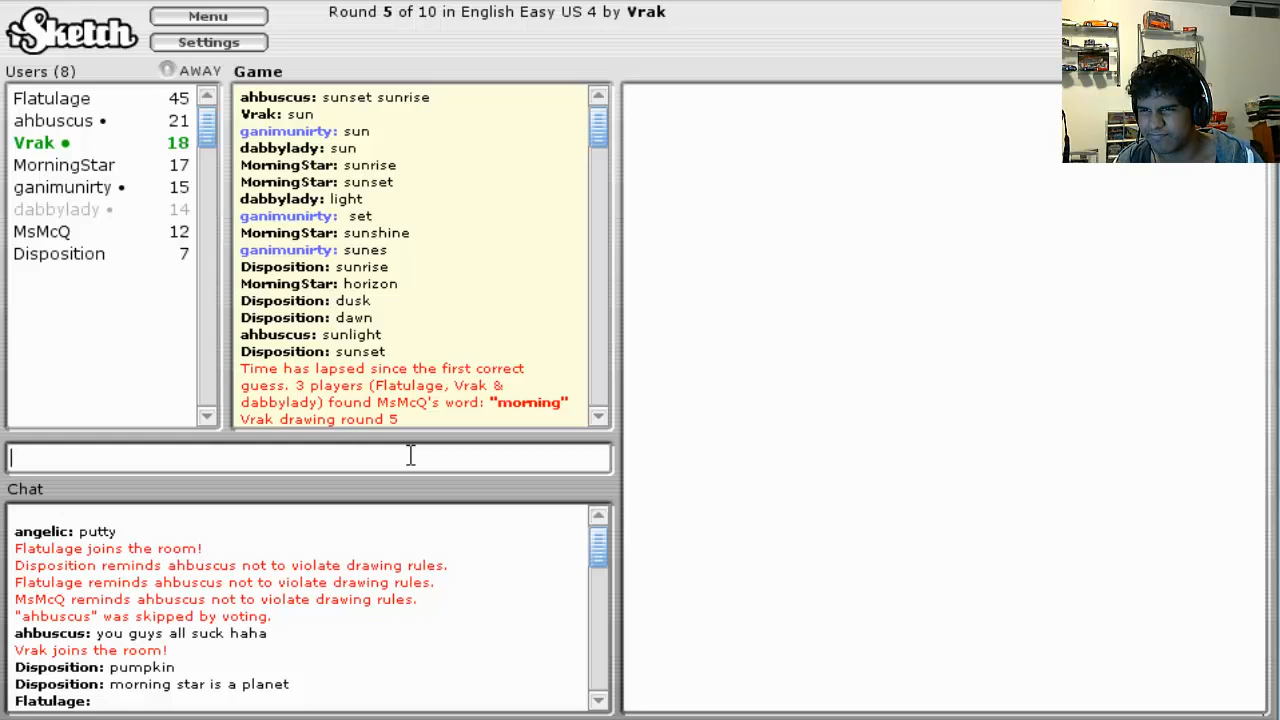 iSketch
Menu
Settings
Round 5 of 10 in English Easy US 4 by Vrak
Users (8)
AWAY
Flatulage 45
ahbuscus • 21
Vrak • 18
MorningStar 17
ganimunirty • 15
dabbylady • 14
MsMcQ 12
Disposition 7
Game
ahbuscus: sunset sunrise
Vrak: sun
ganimunirty: sun
dabbylady: sun
MorningStar: sunrise
MorningStar: sunset
dabbylady: light
ganimunirty: set
MorningStar: sunshine
ganimunirty: sunes
Disposition: sunrise
MorningStar: horizon
Disposition: dusk
Disposition: dawn
ahbuscus: sunlight
Disposition: sunset
Time has lapsed since the first correct
guess. 3 players (Flatulage, Vrak &
dabbylady) found MsMcQ's word: "morning"
Vrak drawing round 5
Chat
angelic: putty
Flatulage joins the room!
Disposition reminds ahbuscus not to violate drawing rules.
Flatulage reminds ahbuscus not to violate drawing rules.
MsMcQ reminds ahbuscus not to violate drawing rules.
"ahbuscus" was skipped by voting.
ahbuscus: you guys all suck haha
Vrak joins the room!
Disposition: pumpkin
Disposition: morning star is a planet
Flatulage: